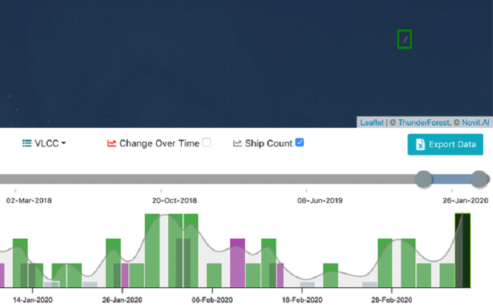 Leaflet | © ThunderForest, © Novit.AI
VLCC Change Over Time Ship Count Export Data
02-Mar-2018 20-Oct-2018 08-Jun-2019 26-Jan-2020
14-Jan-2020 26-Jan-2020 06-Feb-2020 18-Feb-2020 29-Feb-2020